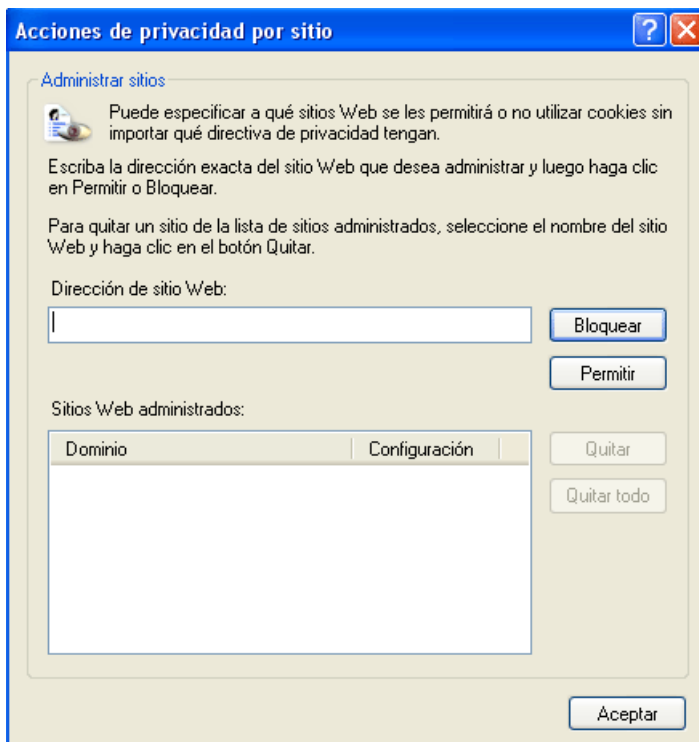 Acciones de privacidad por sitio
Administrar sitios
Puede especificar a qué sitios Web se les permitirá o no utilizar cookies sin
importar qué directiva de privacidad tengan.
Escriba la dirección exacta del sitio Web que desea administrar y luego haga clic
en Permitir o Bloquear.
Para quitar un sitio de la lista de sitios administrados, seleccione el nombre del sitio
Web y haga clic en el botón Quitar.
Dirección de sitio Web:
Bloquear
Permitir
Sitios Web administrados:
Dominio Configuración
Quitar
Quitar todo
Aceptar